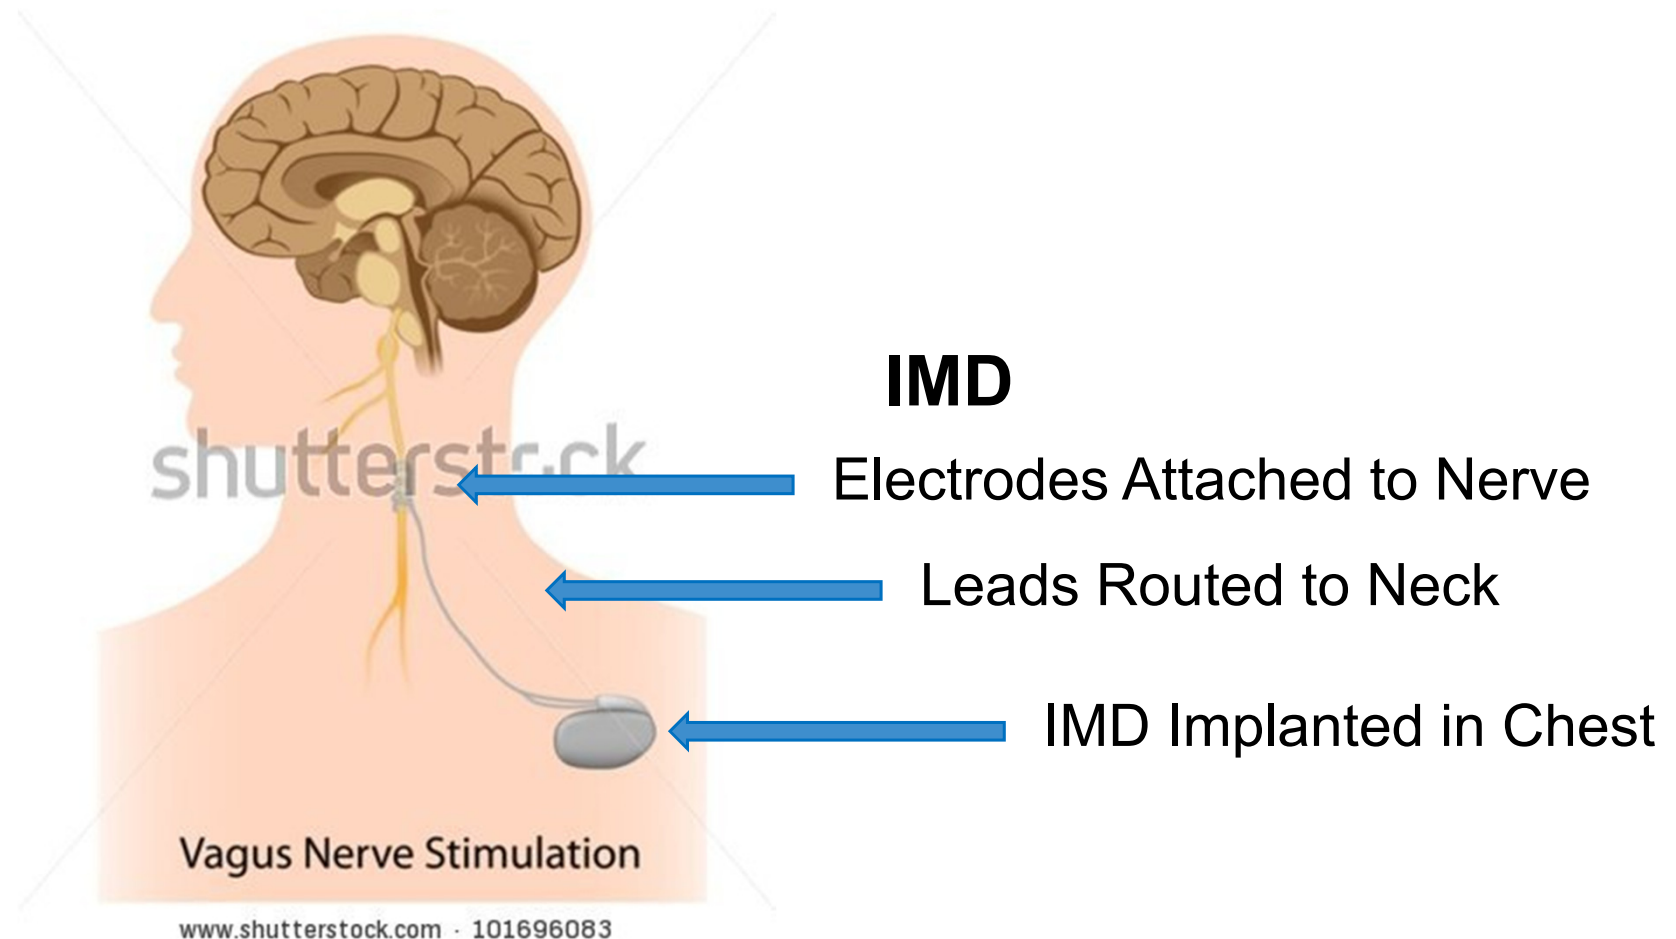 IMD
shutterstock
Electrodes Attached to Nerve
Leads Routed to Neck
IMD Implanted in Chest
Vagus Nerve Stimulation
www.shutterstock.com · 101696083